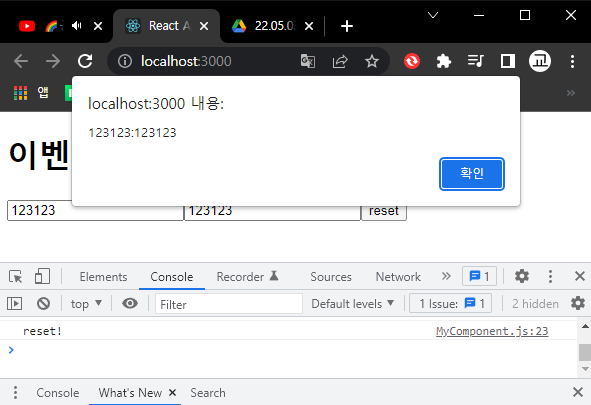 React A
22.05.0
localhost:3000
교
앱
localhost:3000 내용:
123123:123123
확인
이벤
123123 123123 reset
Elements Console Recorder Sources Network » 1
top Filter Default levels 1 Issue: 1 2 hidden
reset! MyComponent.js:23
Console What's New Search